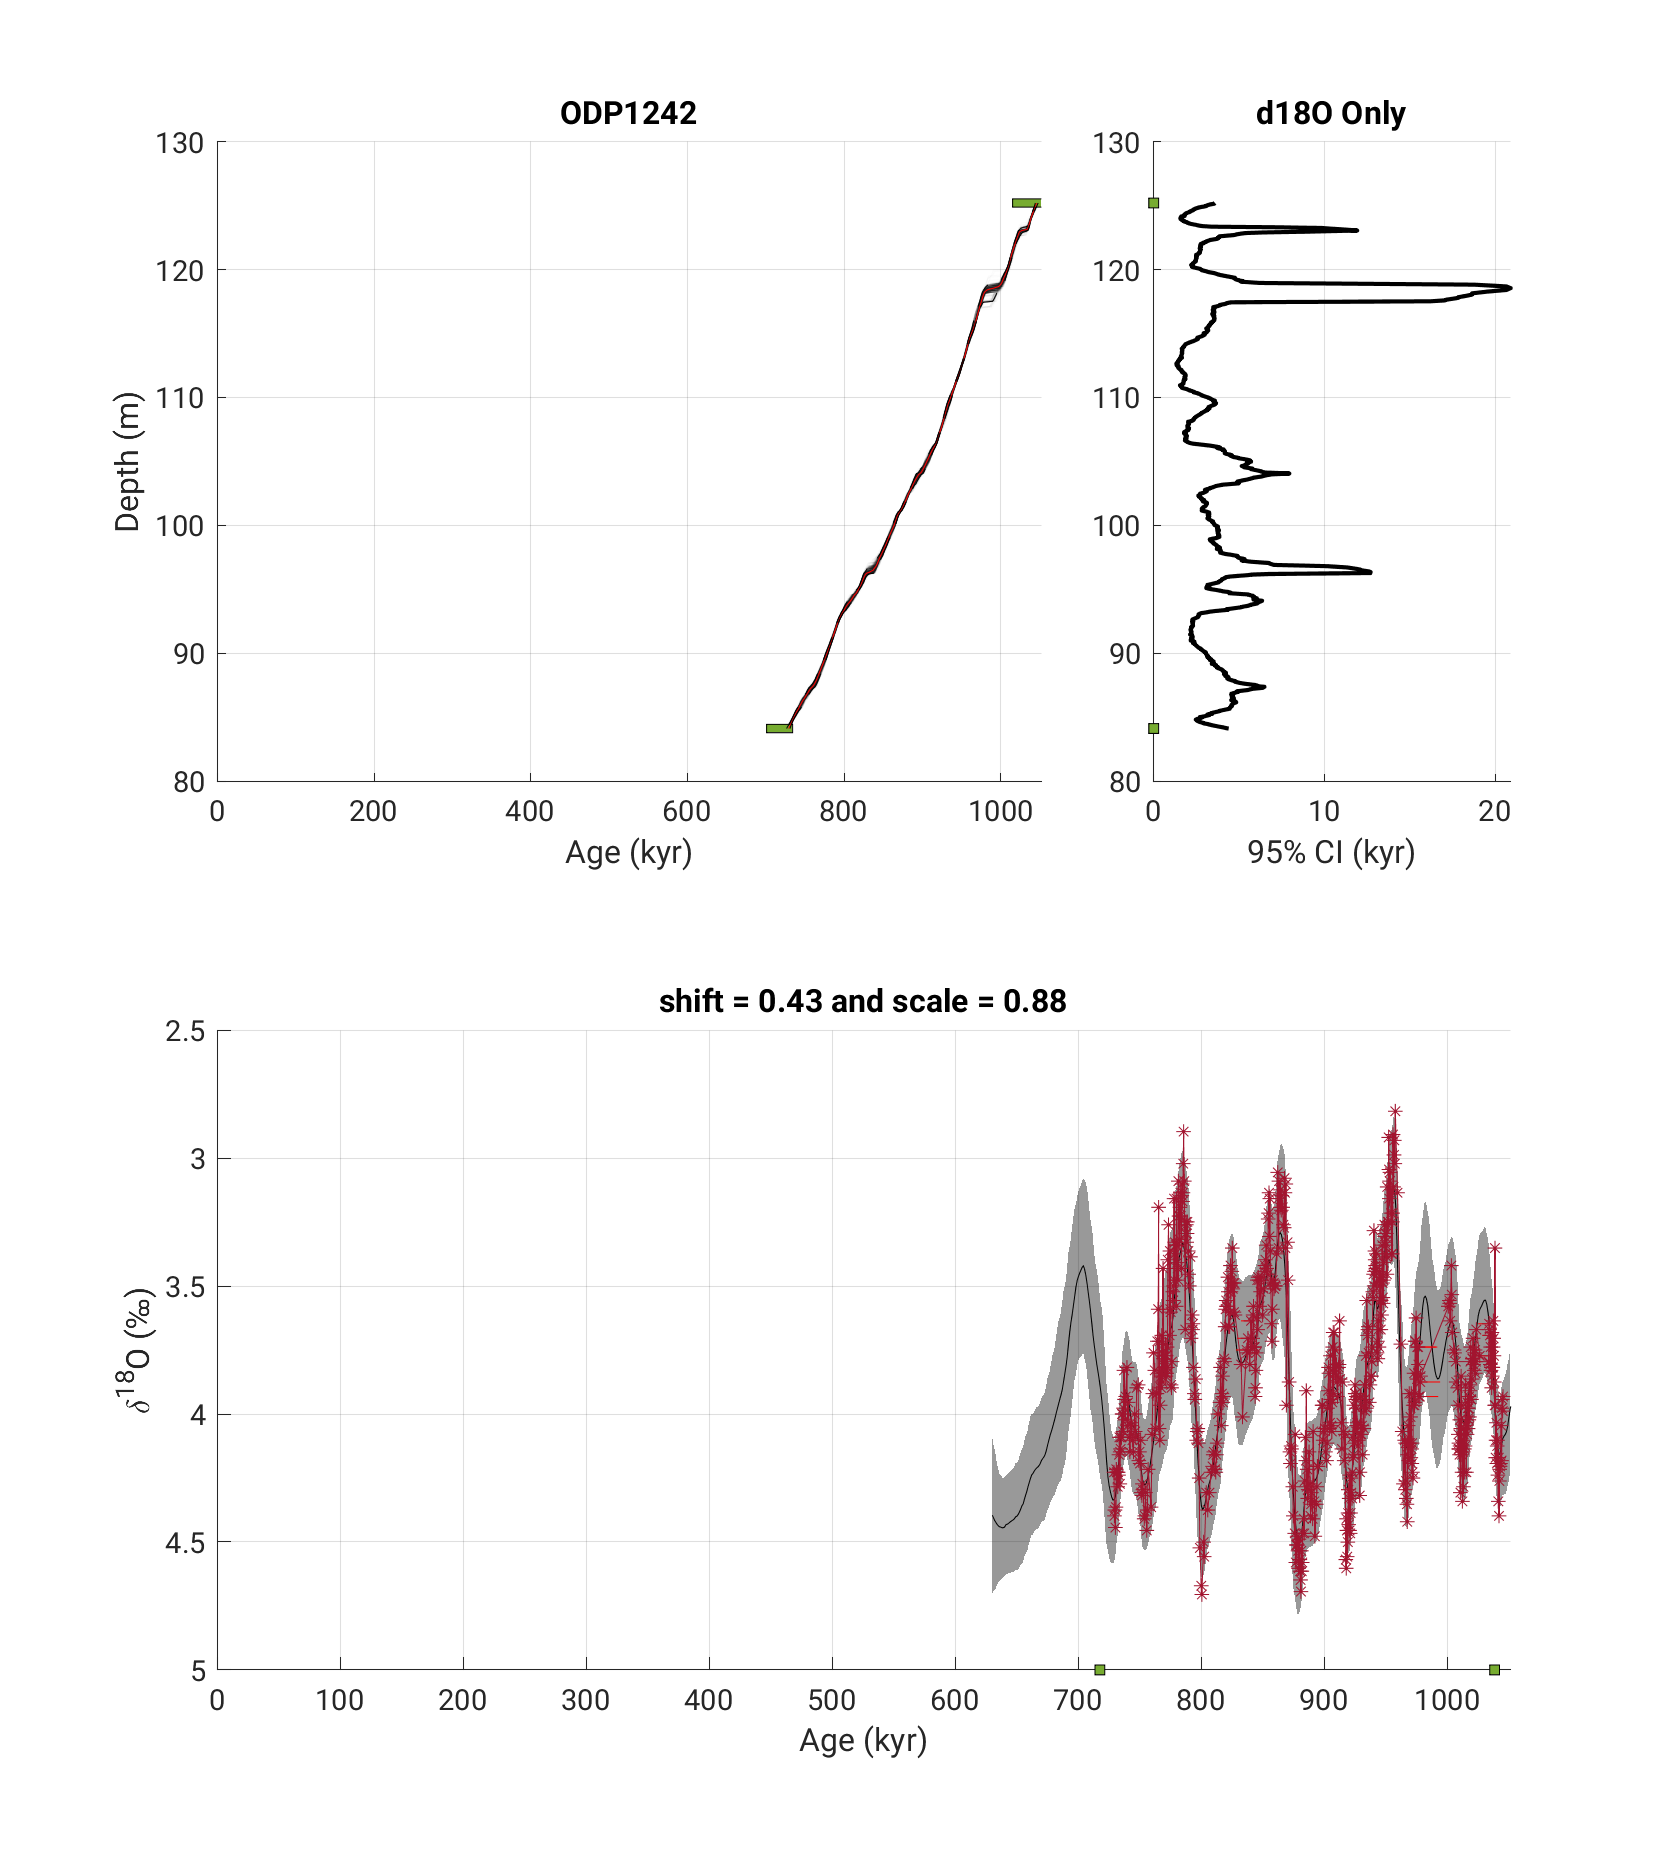 ODP1242
d18O Only
130
120
110
100
90
80
Depth (m)
0 200 400 600 800 1000
Age (kyr)
130
120
110
100
90
80
0 10 20
95% CI (kyr)
shift = 0.43 and scale = 0.88
2.5
3
3.5
4
4.5
5
δ18O (‰)
0 100 200 300 400 500 600 700 800 900 1000
Age (kyr)